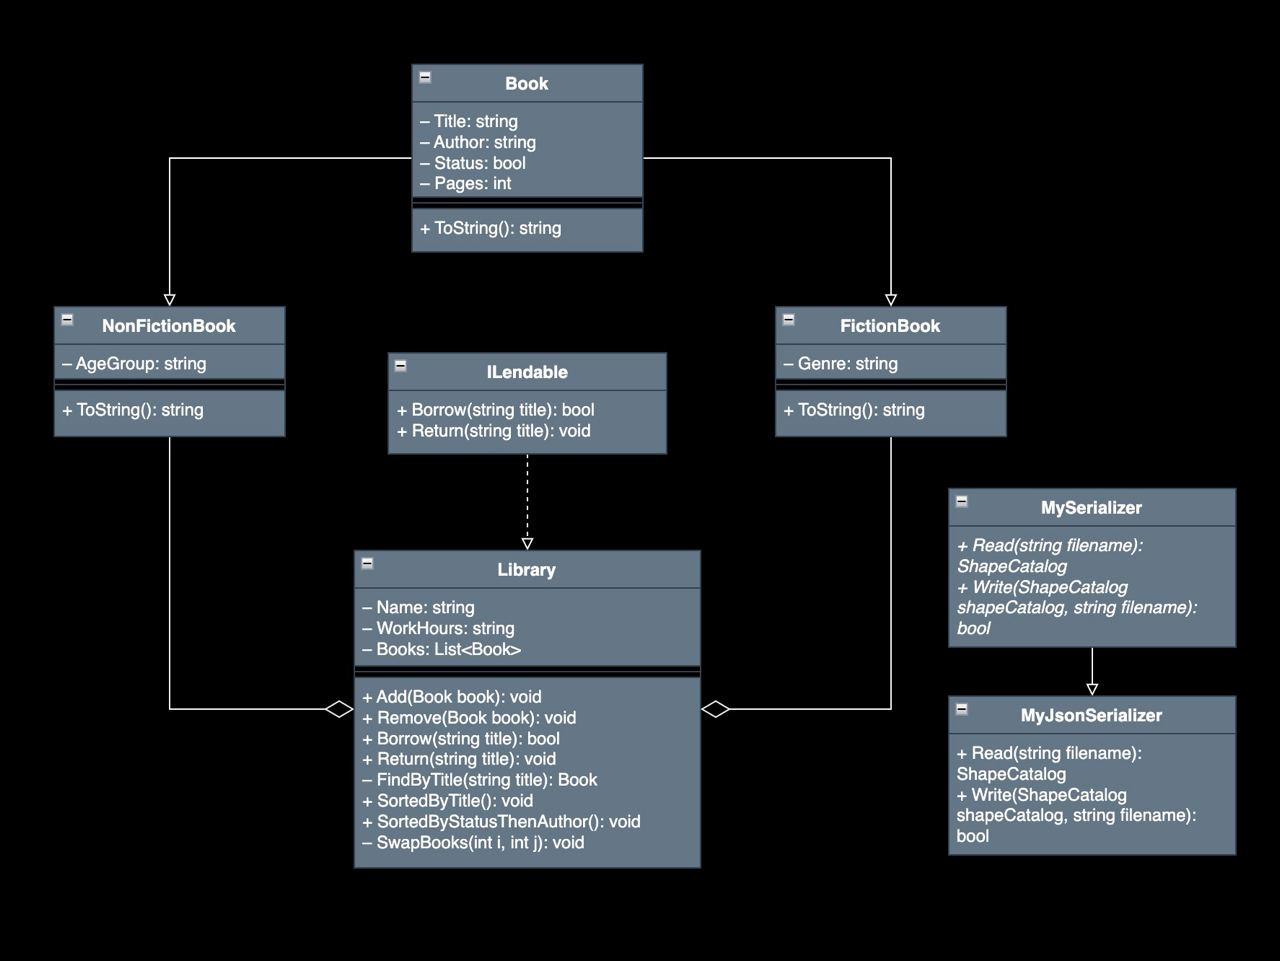 Book
– Title: string
– Author: string
– Status: bool
– Pages: int
+ ToString(): string
NonFictionBook
– AgeGroup: string
+ ToString(): string
ILendable
+ Borrow(string title): bool
+ Return(string title): void
FictionBook
– Genre: string
+ ToString(): string
Library
– Name: string
– WorkHours: string
– Books: List<Book>
+ Add(Book book): void
+ Remove(Book book): void
+ Borrow(string title): bool
+ Return(string title): void
– FindByTitle(string title): Book
+ SortedByTitle(): void
+ SortedByStatusThenAuthor(): void
– SwapBooks(int i, int j): void
MySerializer
+ Read(string filename):
ShapeCatalog
+ Write(ShapeCatalog
shapeCatalog, string filename):
bool
MyJsonSerializer
+ Read(string filename):
ShapeCatalog
+ Write(ShapeCatalog
shapeCatalog, string filename):
bool